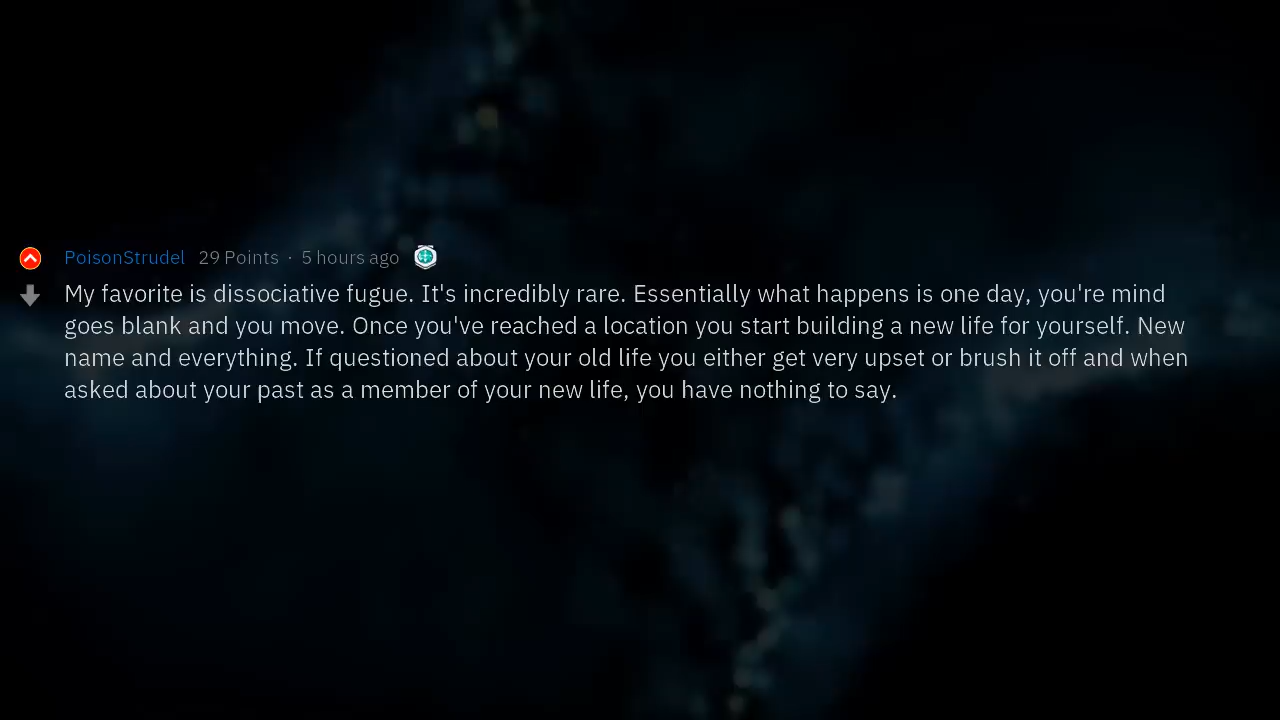 PoisonStrudel 29 Points · 5 hours ago
My favorite is dissociative fugue. It's incredibly rare. Essentially what happens is one day, you're mind
goes blank and you move. Once you've reached a location you start building a new life for yourself. New
name and everything. If questioned about your old life you either get very upset or brush it off and when
asked about your past as a member of your new life, you have nothing to say.